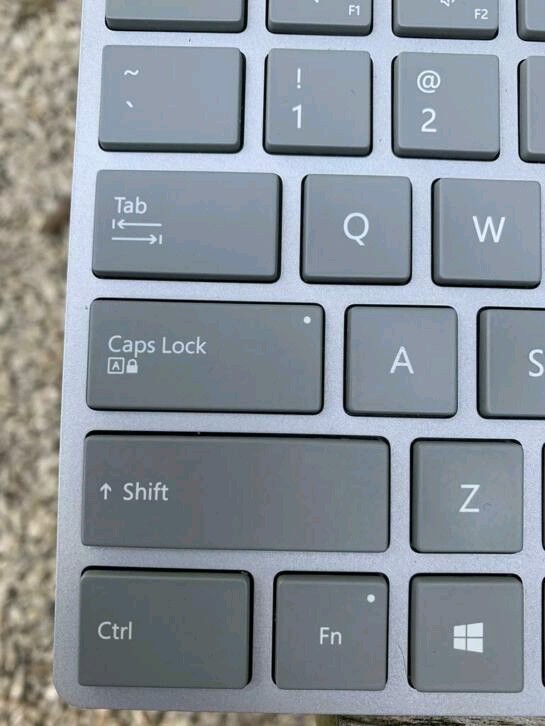 F1 F2
~ ! @
` 1 2
Tab Q W
Caps Lock A S
A
↑ Shift Z
Ctrl Fn